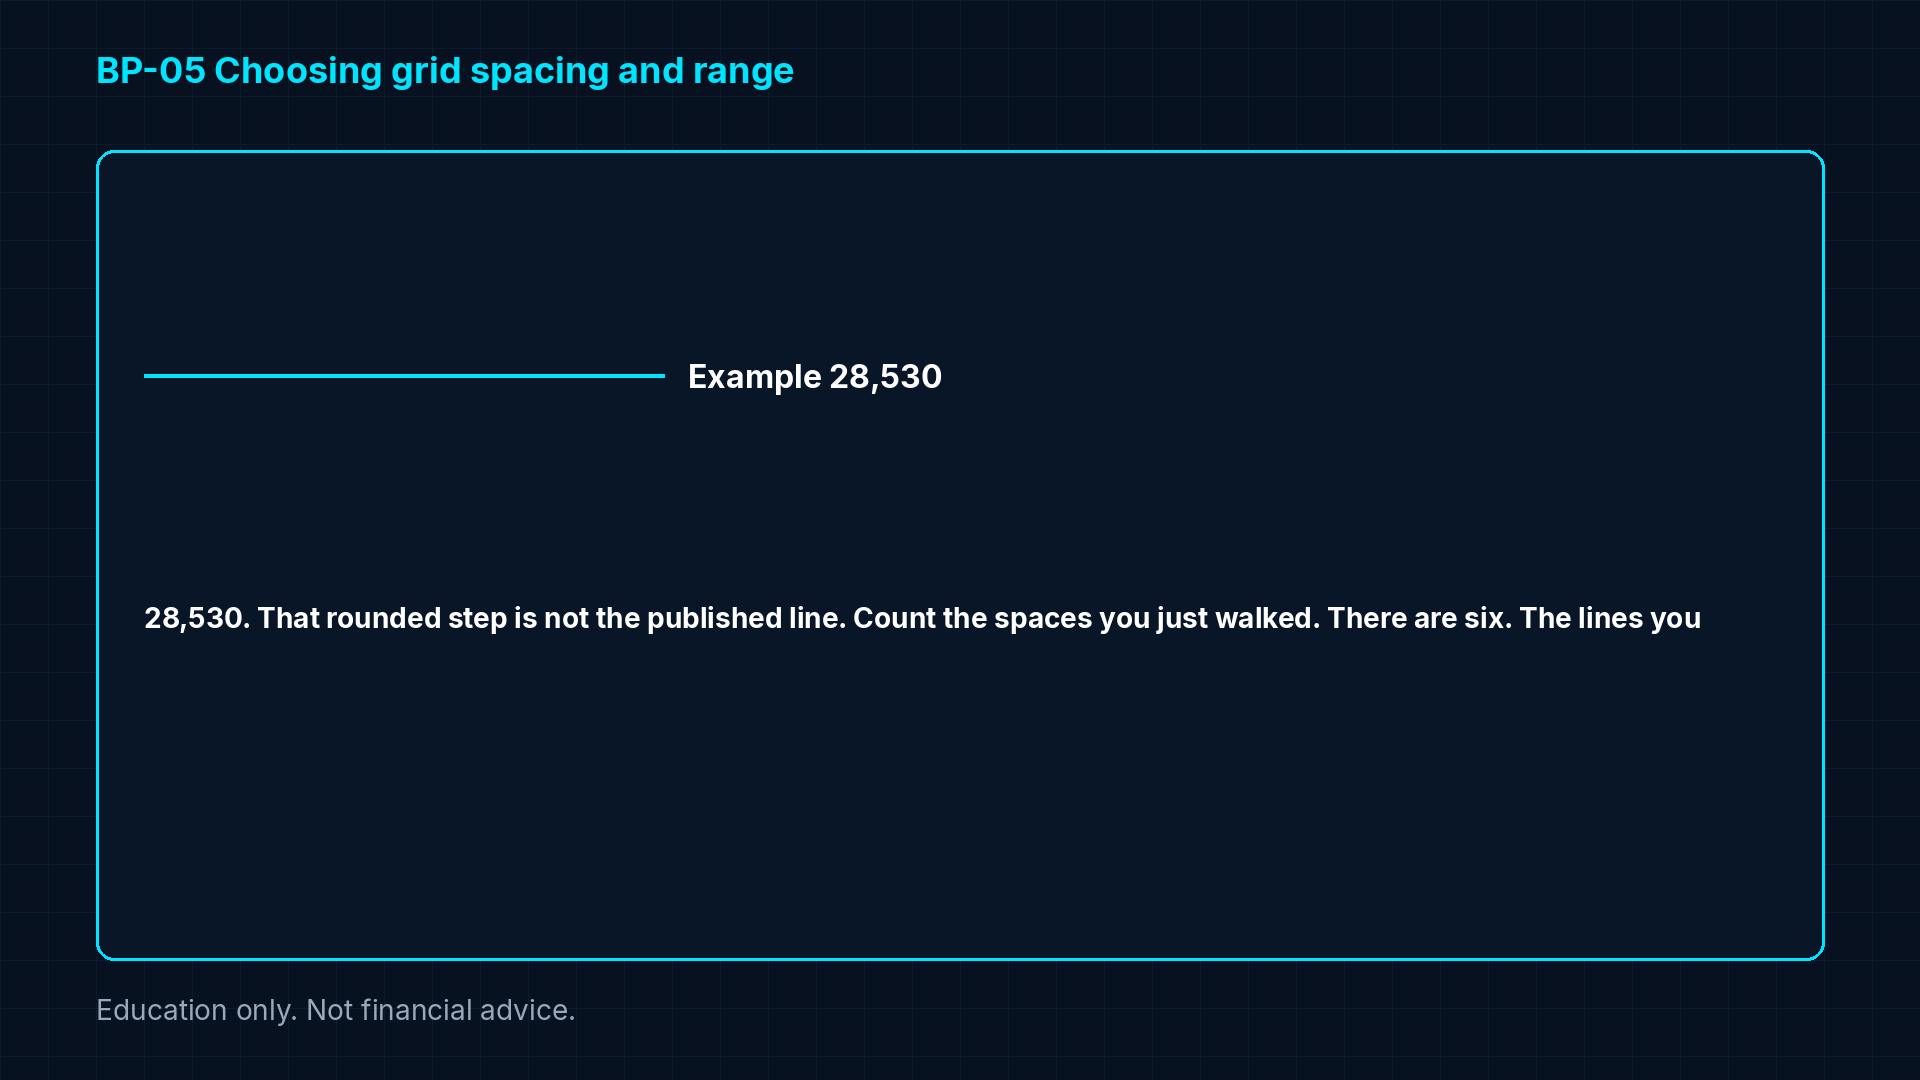 BP-05 Choosing grid spacing and range
Example 28,530
28,530. That rounded step is not the published line. Count the spaces you just walked. There are six. The lines you
Education only. Not financial advice.